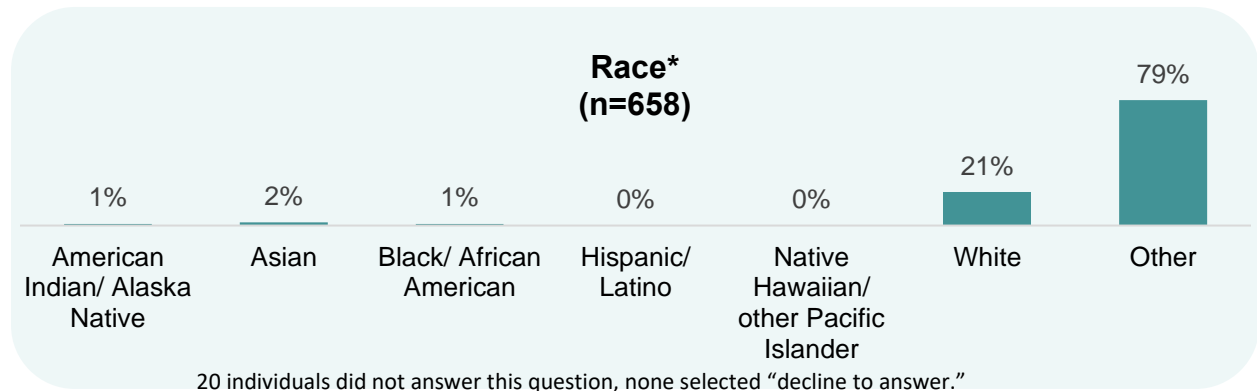 Race*
(n=658)
1%
2%
1%
0%
0%
21%
79%
American
Indian/ Alaska
Native
Asian
Black/ African
American
Hispanic/
Latino
Native
Hawaiian/
other Pacific
Islander
White
Other
20 individuals did not answer this question, none selected “decline to answer.”